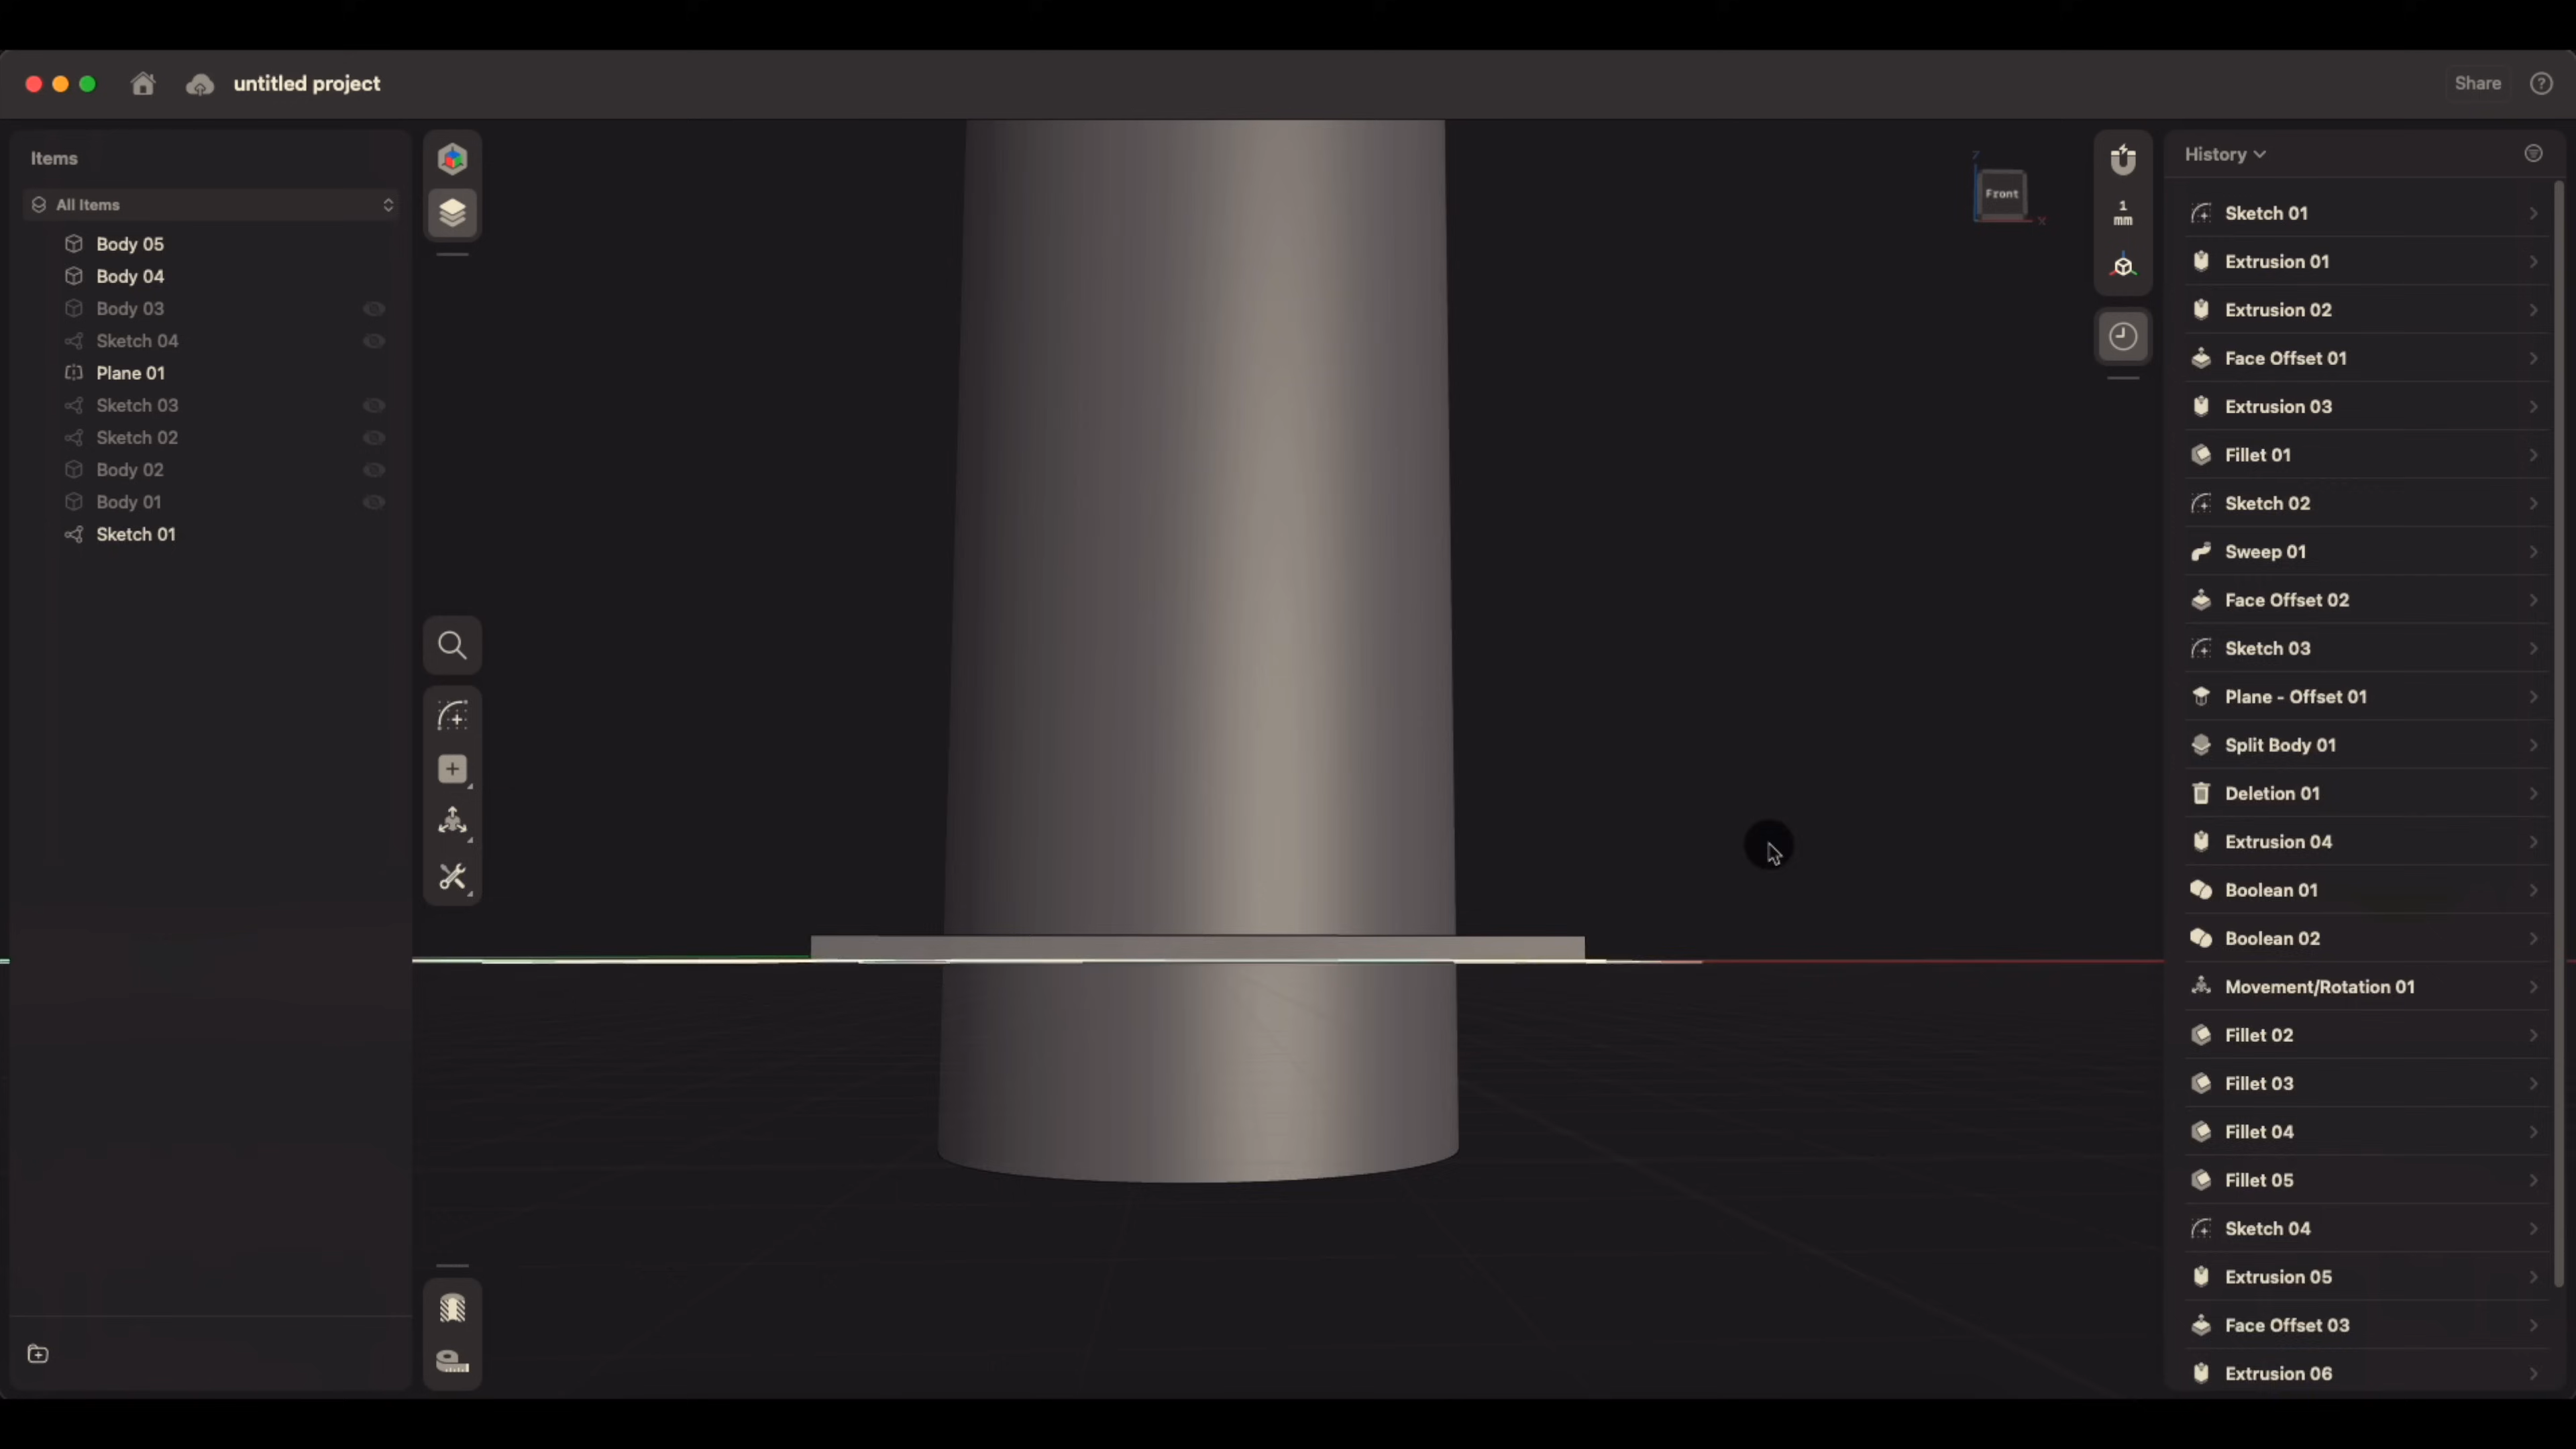 untitled project
Share
?
Items
All Items
Body 05
Body 04
Body 03
Sketch 04
Plane 01
Sketch 03
Sketch 02
Body 02
Body 01
Sketch 01
Z
Front
X
1
mm
History
Sketch 01
Extrusion 01
Extrusion 02
Face Offset 01
Extrusion 03
Fillet 01
Sketch 02
Sweep 01
Face Offset 02
Sketch 03
Plane - Offset 01
Split Body 01
Deletion 01
Extrusion 04
Boolean 01
Boolean 02
Movement/Rotation 01
Fillet 02
Fillet 03
Fillet 04
Fillet 05
Sketch 04
Extrusion 05
Face Offset 03
Extrusion 06